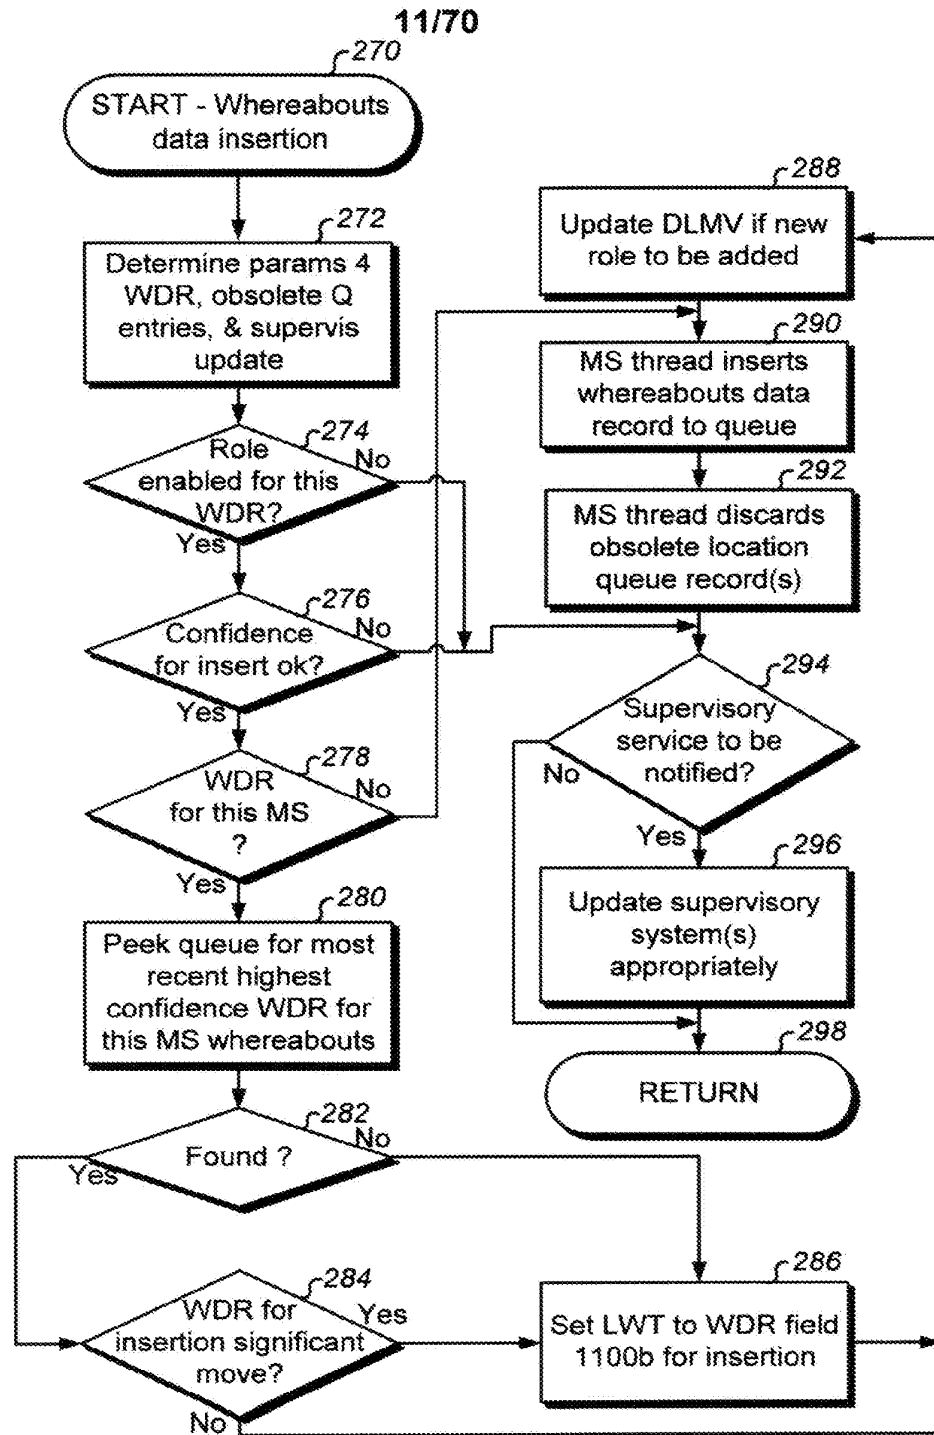 11/70
270
START - Whereabouts
data insertion
272
Determine params 4
WDR, obsolete Q
entries, & supervis
update
274
Role
enabled for this
WDR?
No
Yes
276
Confidence
for insert ok?
No
Yes
278
WDR
for this MS
?
No
Yes
280
Peek queue for most
recent highest
confidence WDR for
this MS whereabouts
282
Found ?
No
Yes
284
WDR for
insertion significant
move?
Yes
No
286
Set LWT to WDR field
1100b for insertion
288
Update DLMV if new
role to be added
290
MS thread inserts
whereabouts data
record to queue
292
MS thread discards
obsolete location
queue record(s)
294
Supervisory
service to be
notified?
No
Yes
296
Update supervisory
system(s)
appropriately
298
RETURN